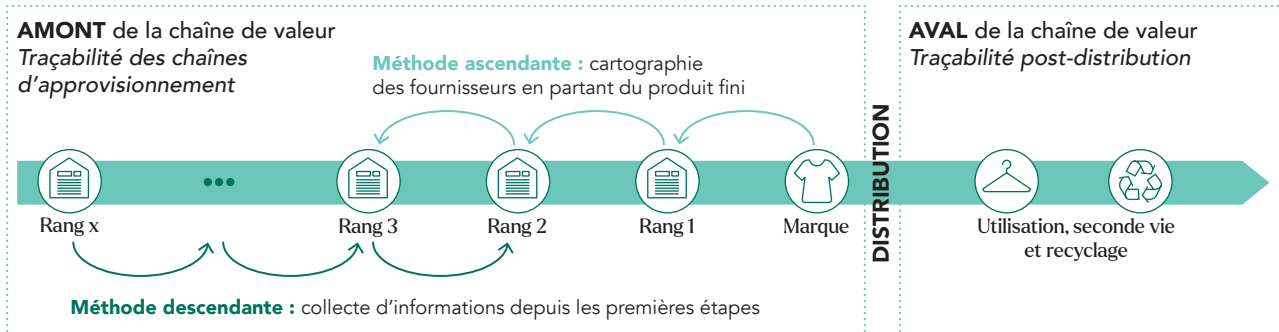 AMONT de la chaîne de valeur
Traçabilité des chaînes
d’approvisionnement
Méthode ascendante : cartographie
des fournisseurs en partant du produit fini
Rang x
•••
Rang 3
Rang 2
Rang 1
Marque
Méthode descendante : collecte d’informations depuis les premières étapes
DISTRIBUTION
AVAL de la chaîne de valeur
Traçabilité post-distribution
Utilisation, seconde vie
et recyclage